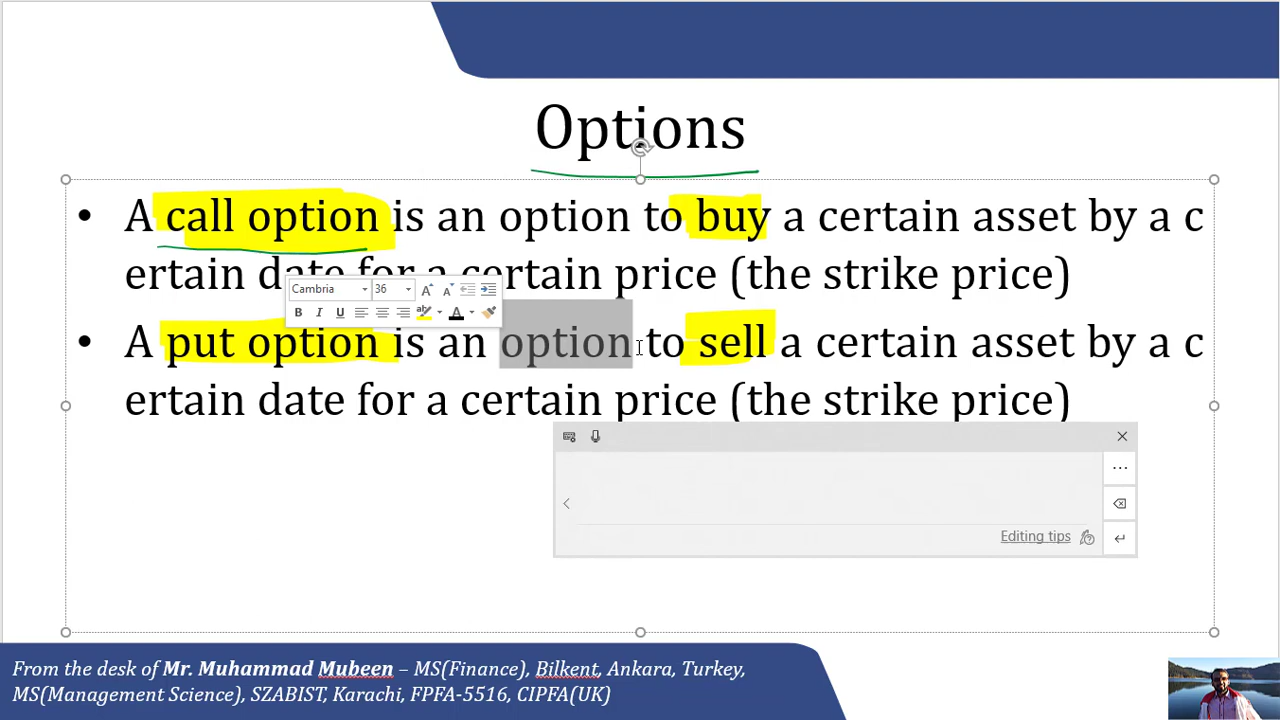 Options
• A call option is an option to buy a certain asset by a c
ertain date for a certain price (the strike price)
Cambria 36
B I U
• A put option is an option to sell a certain asset by a c
ertain date for a certain price (the strike price)
Editing tips
From the desk of Mr. Muhammad Mubeen – MS(Finance), Bilkent, Ankara, Turkey,
MS(Management Science), SZABIST, Karachi, FPFA-5516, CIPFA(UK)